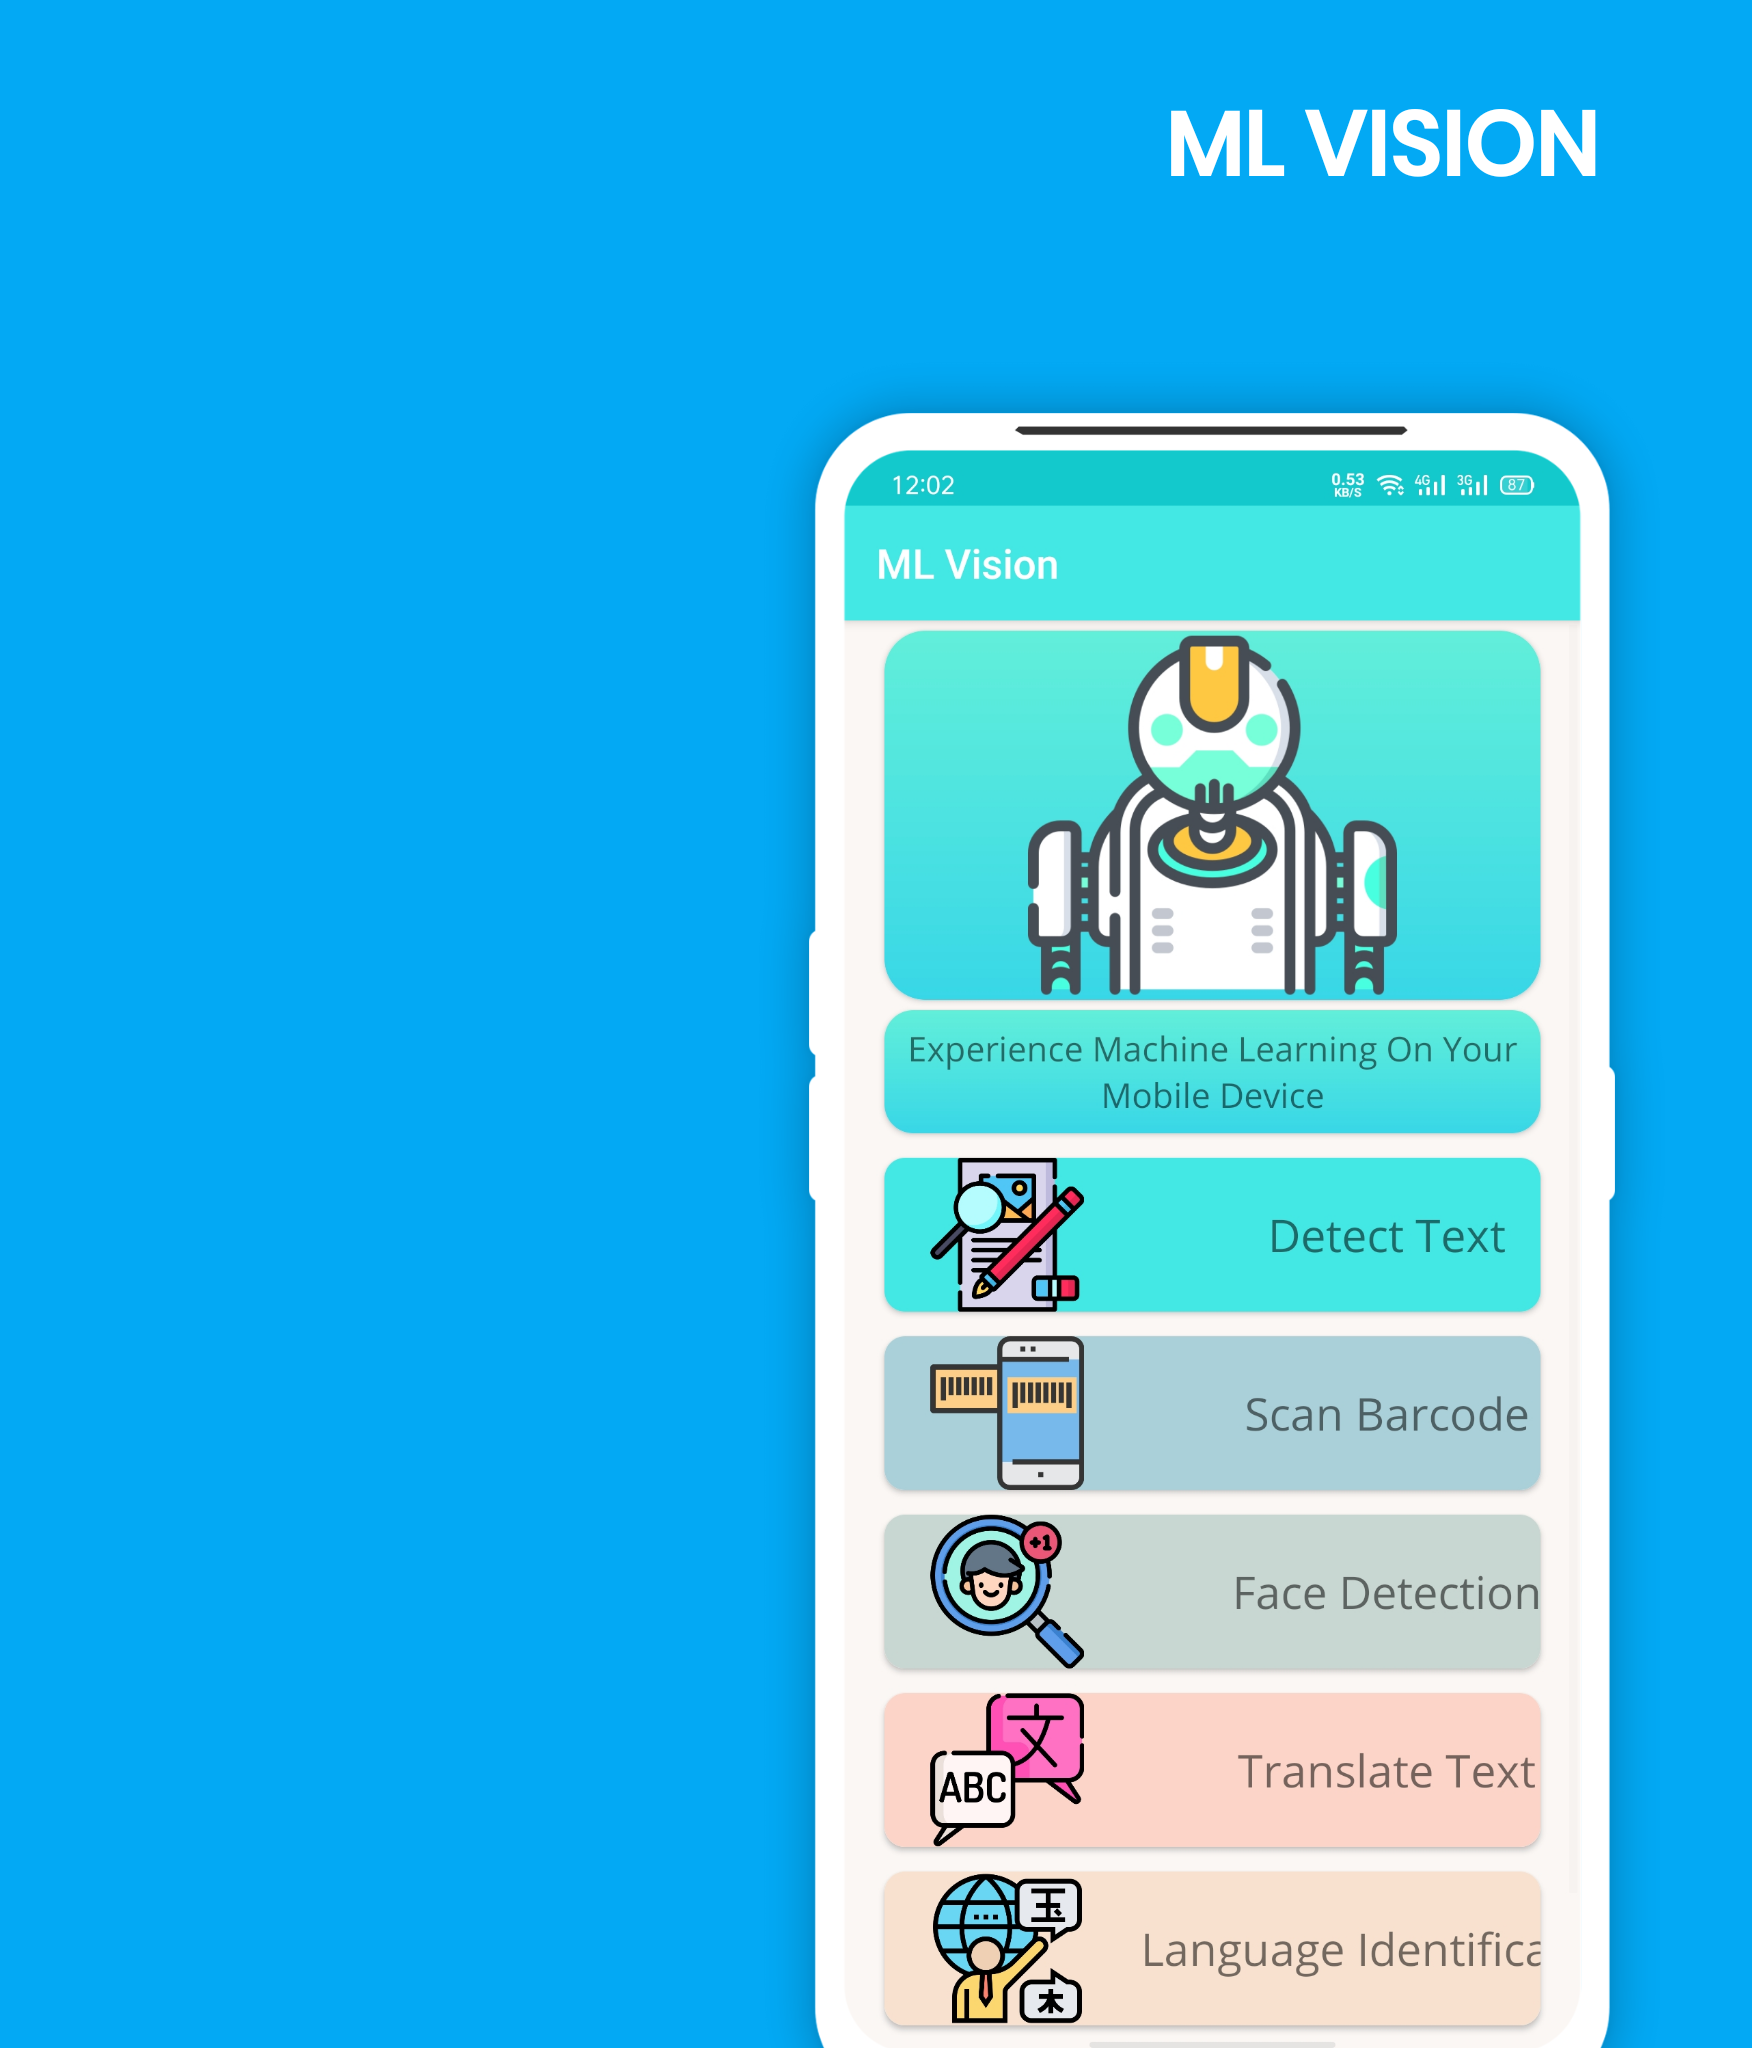 ML VISION
12:02 0.53 KB/S 4G 3G 87
ML Vision
Experience Machine Learning On Your
Mobile Device
Detect Text
Scan Barcode
+1
Face Detection
文
ABC
Translate Text
玉
Language Identifica
木